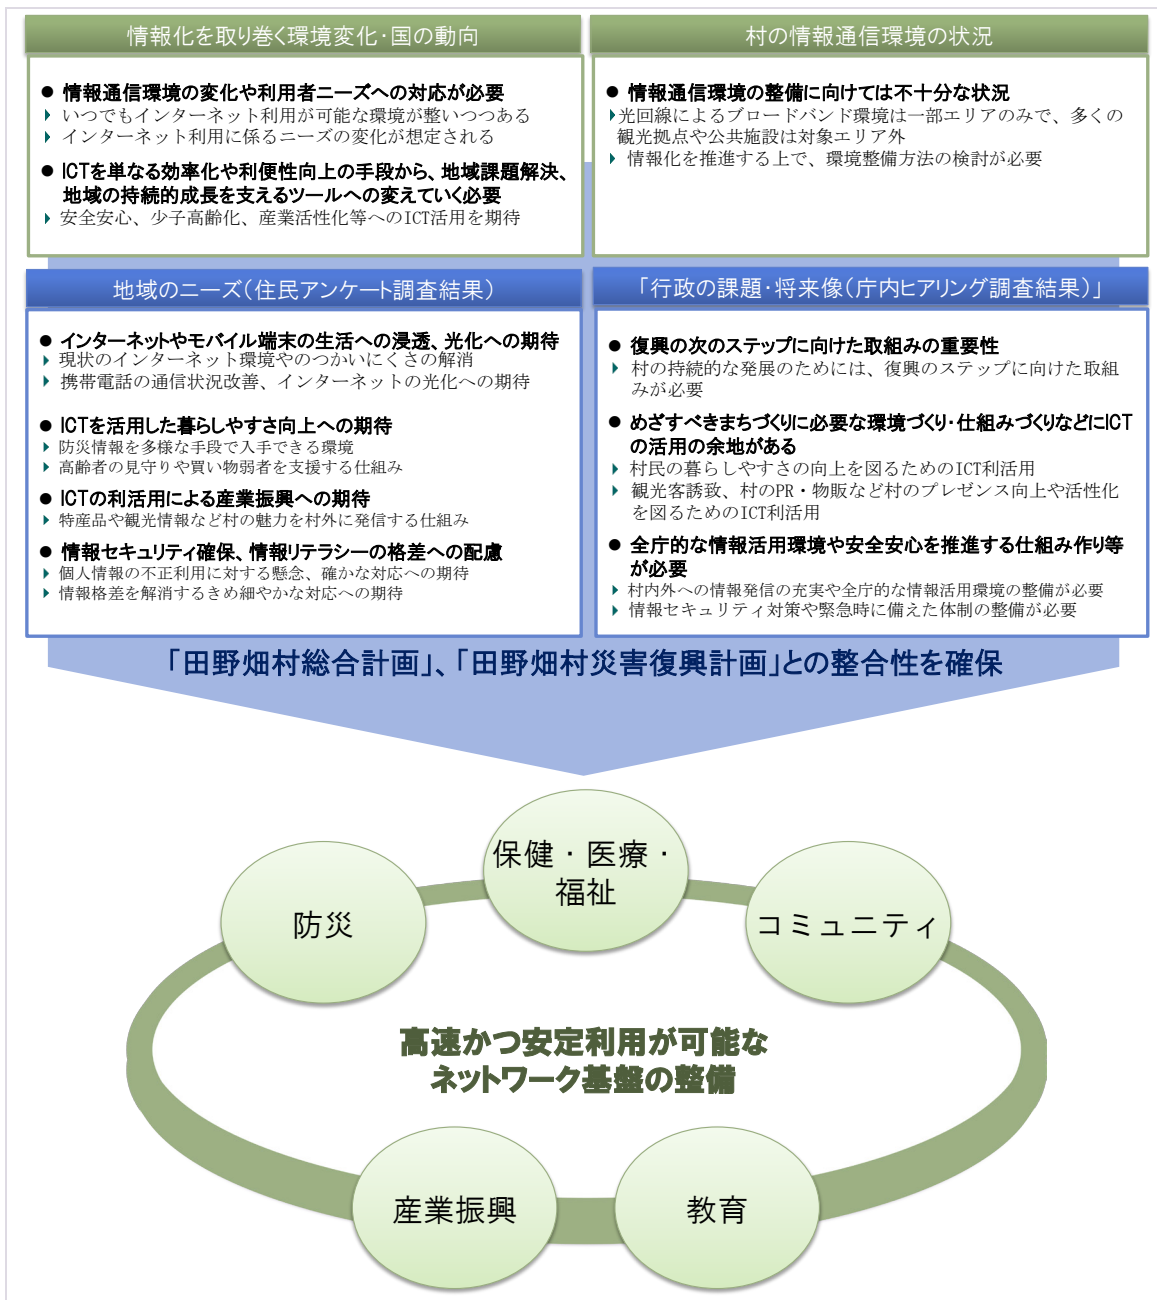 情報化を取り巻く環境変化･国の動向
● 情報通信環境の変化や利用者ニーズへの対応が必要
いつでもインターネット利用が可能な環境が整いつつある
インターネット利用に係るニーズの変化が想定される
● ICTを単なる効率化や利便性向上の手段から、地域課題解決、
地域の持続的成長を支えるツールへの変えていく必要
安全安心、少子高齢化、産業活性化等へのICT活用を期待
村の情報通信環境の状況
● 情報通信環境の整備に向けては不十分な状況
光回線によるブロードバンド環境は一部エリアのみで、多くの
観光拠点や公共施設は対象エリア外
情報化を推進する上で、環境整備方法の検討が必要
地域のニーズ（住民アンケート調査結果）
● インターネットやモバイル端末の生活への浸透、光化への期待
現状のインターネット環境やのつかいにくさの解消
携帯電話の通信状況改善、インターネットの光化への期待
● ICTを活用した暮らしやすさ向上への期待
防災情報を多様な手段で入手できる環境
高齢者の見守りや買い物弱者を支援する仕組み
● ICTの利活用による産業振興への期待
特産品や観光情報など村の魅力を村外に発信する仕組み
● 情報セキュリティ確保、情報リテラシーの格差への配慮
個人情報の不正利用に対する懸念、確かな対応への期待
情報格差を解消するきめ細やかな対応への期待
「行政の課題･将来像（庁内ヒアリング調査結果）」
● 復興の次のステップに向けた取組みの重要性
村の持続的な発展のためには、復興のステップに向けた取組
みが必要
● めざすべきまちづくりに必要な環境づくり･仕組みづくりなどにICT
の活用の余地がある
村民の暮らしやすさの向上を図るためのICT利活用
観光客誘致、村のPR・物販など村のプレゼンス向上や活性化
を図るためのICT利活用
● 全庁的な情報活用環境や安全安心を推進する仕組み作り等
が必要
村内外への情報発信の充実や全庁的な情報活用環境の整備が必要
情報セキュリティ対策や緊急時に備えた体制の整備が必要
「田野畑村総合計画」、「田野畑村災害復興計画」との整合性を確保
保健・医療・
福祉
防災
コミュニティ
高速かつ安定利用が可能な
ネットワーク基盤の整備
産業振興
教育